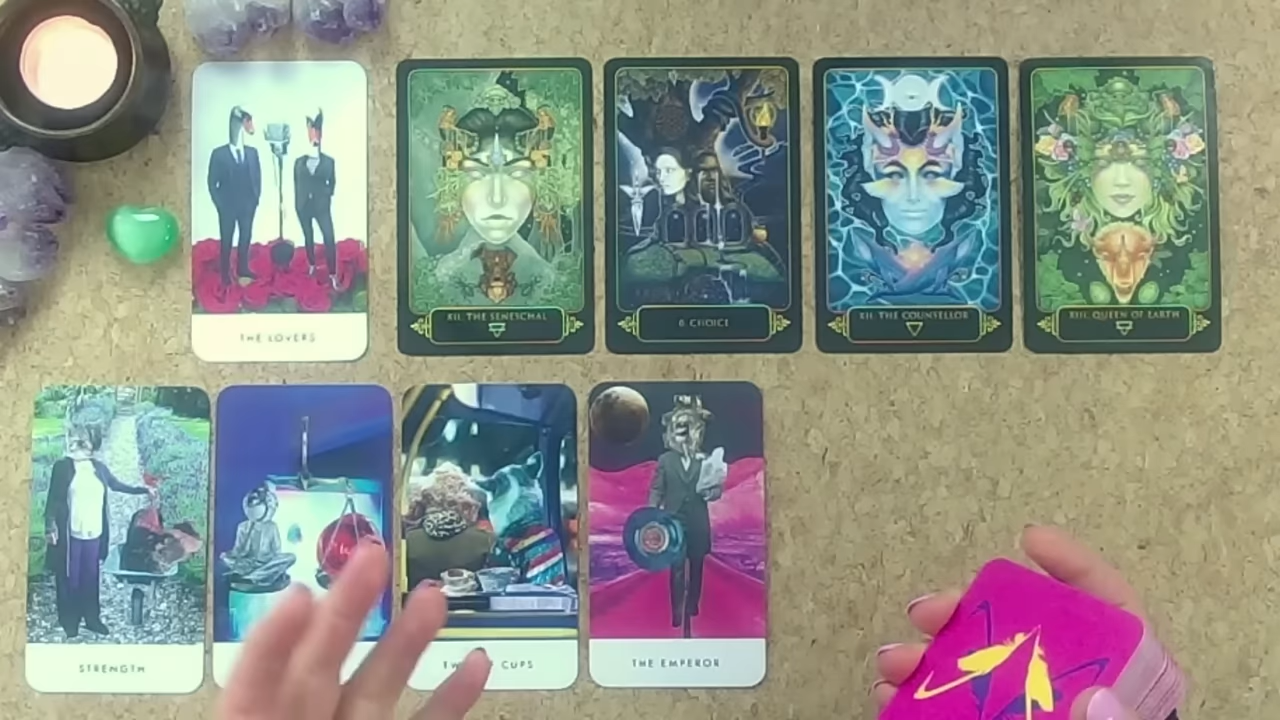 THE LOVERS
XII. THE SENESCHAL
6. CHOICE
XII. THE COUNSELLOR
XIII. QUEEN OF EARTH
STRENGTH
CUPS
THE EMPEROR